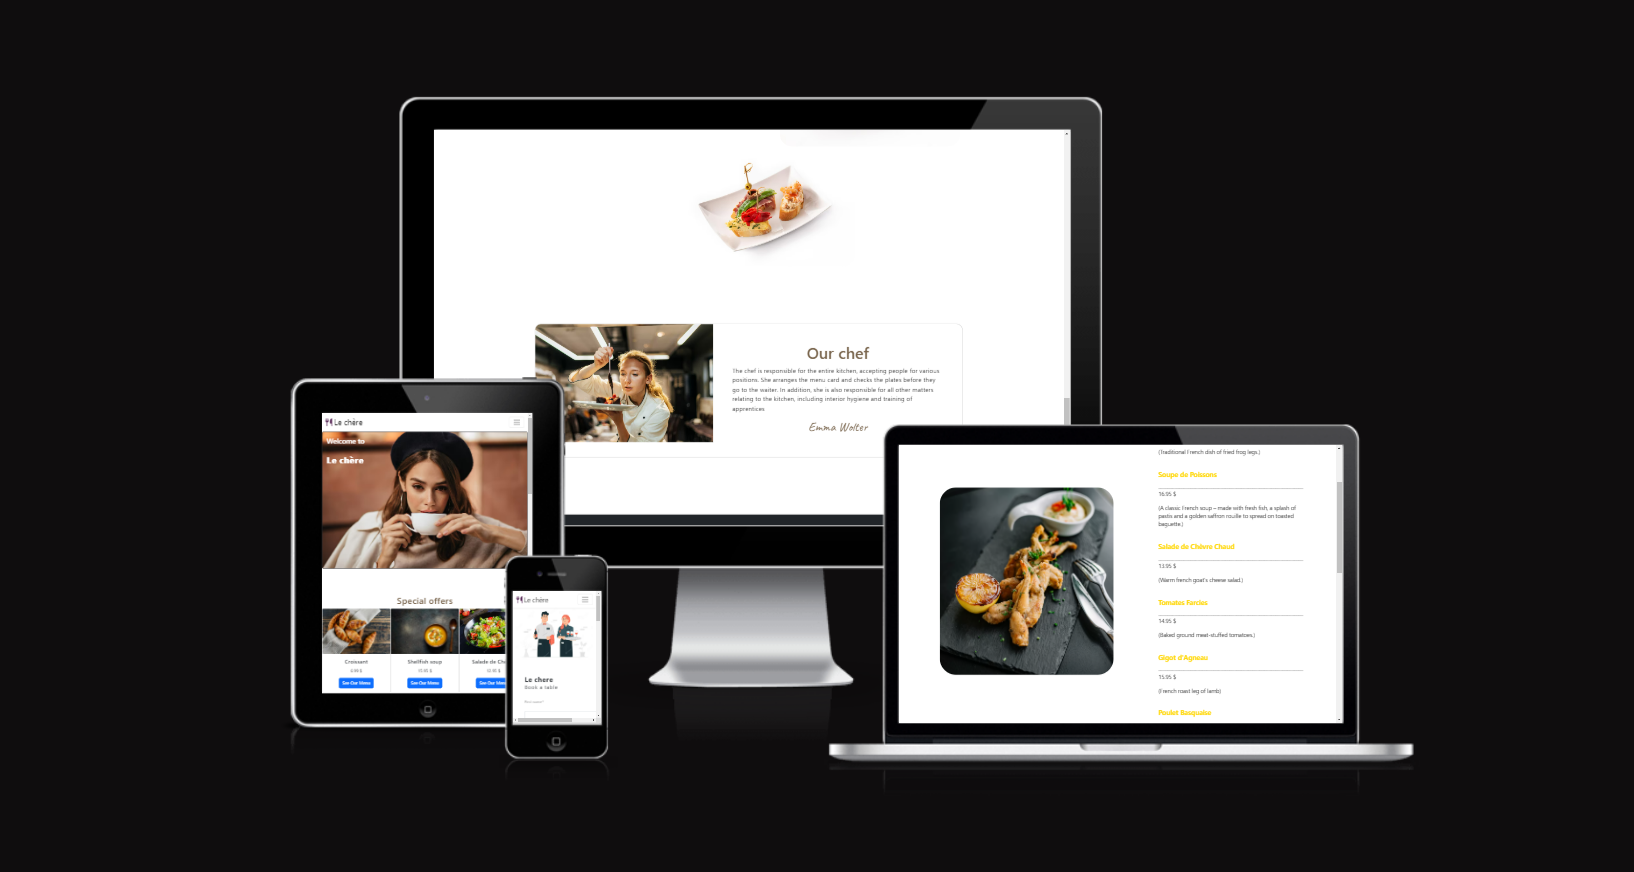 Our chef
The chef is responsible for the entire kitchen, accepting people for various
positions. She arranges the menu card and checks the plates before they
go to the waiter. In addition, she is also responsible for all other matters
relating to the kitchen, including interior hygiene and training of
apprentices
Emma Wolter
Le chère
Welcome to
Le chère
Special offers
Croissant
Shellfish soup
Salade de Ch
See Our Menu
See Our Menu
See Our Menu
Le chère
Le chere
Book a table
(Traditional French dish of fried frog legs.)
Soupe de Poissons
16.95 $
(A classic French soup – made with fresh fish, a splash of
pastis and a golden saffron rouille to spread on toasted
baguette.)
Salade de Chèvre Chaud
13.95 $
(Warm french goat's cheese salad.)
Tomates Farcies
14.95 $
(Baked ground meat-stuffed tomatoes.)
Gigot d'Agneau
15.95 $
(French roast leg of lamb)
Poulet Basquaise